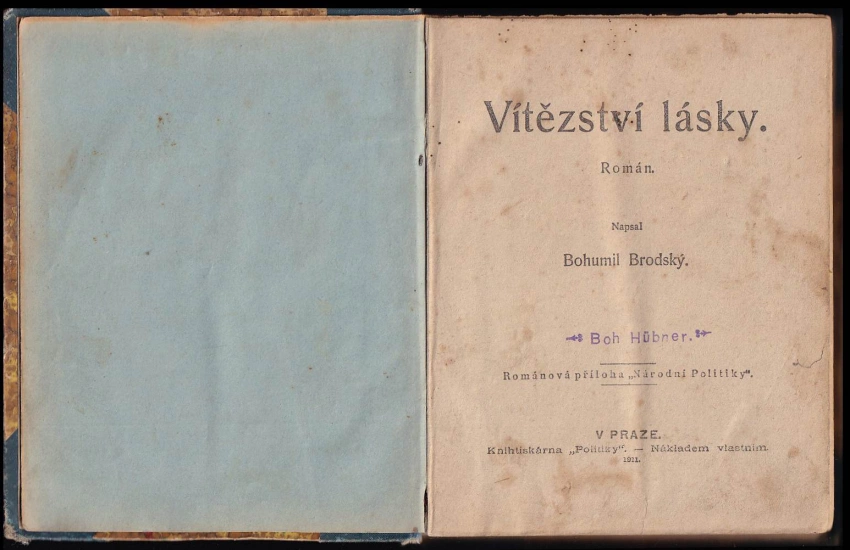 Vítězství lásky.
Román.
Napsal
Bohumil Brodský.
Boh Hübner.
Románová příloha „Národní Politiky“.
V PRAZE.
Knihtiskárna „Politiky“. — Nákladem vlastním.
1911.